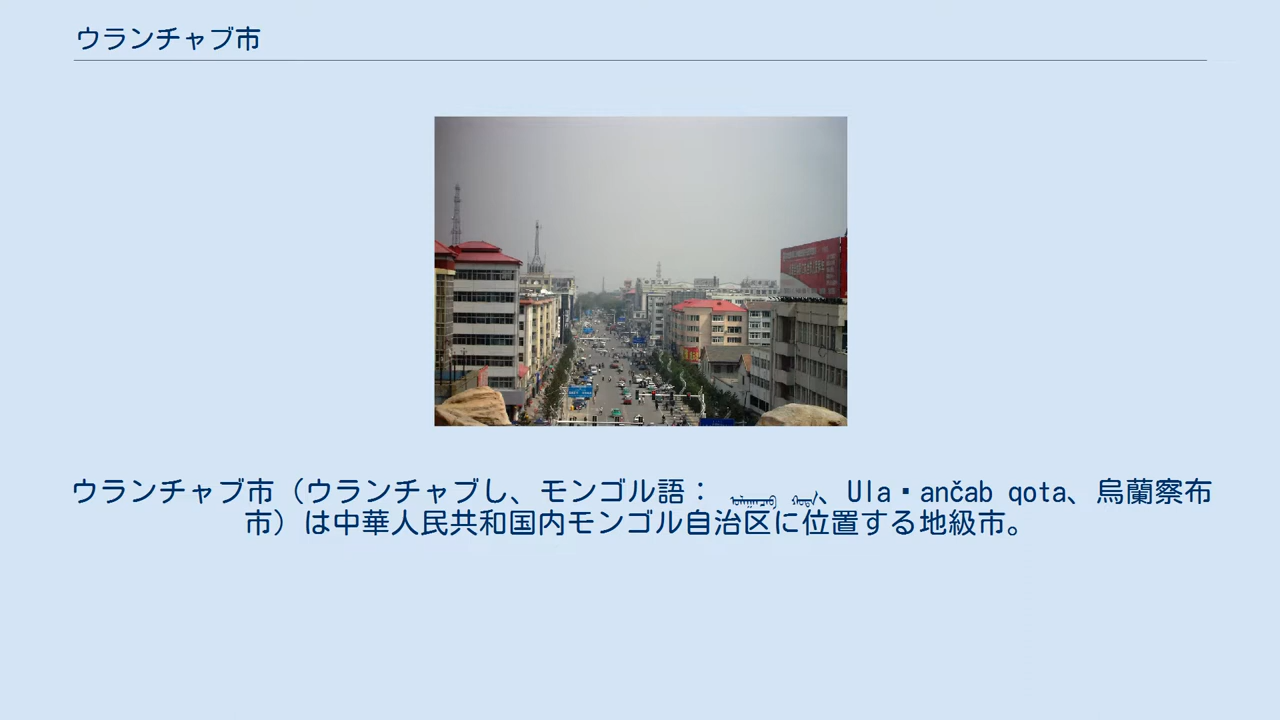 ウランチャブ市
ウランチャブ市（ウランチャブし、モンゴル語： 、Ula▪ančab qota、烏蘭察布
市）は中華人民共和国内モンゴル自治区に位置する地級市。